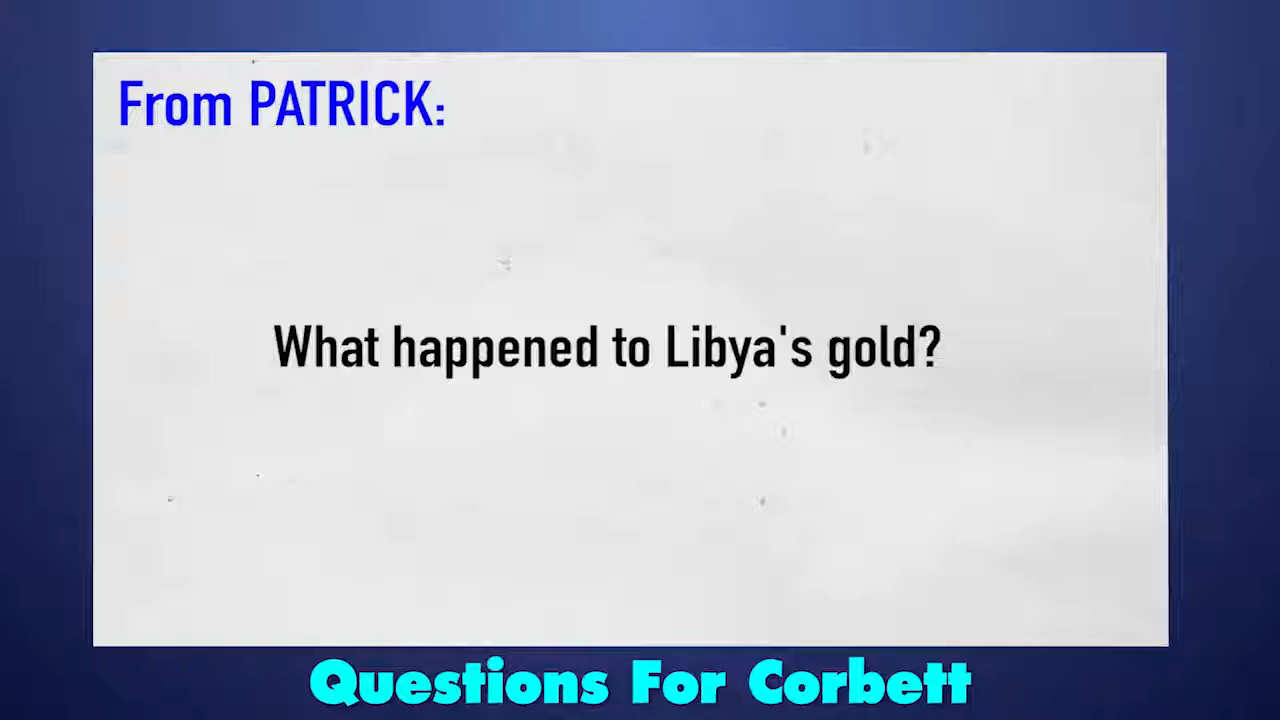 From PATRICK:
What happened to Libya's gold?
Questions For Corbett